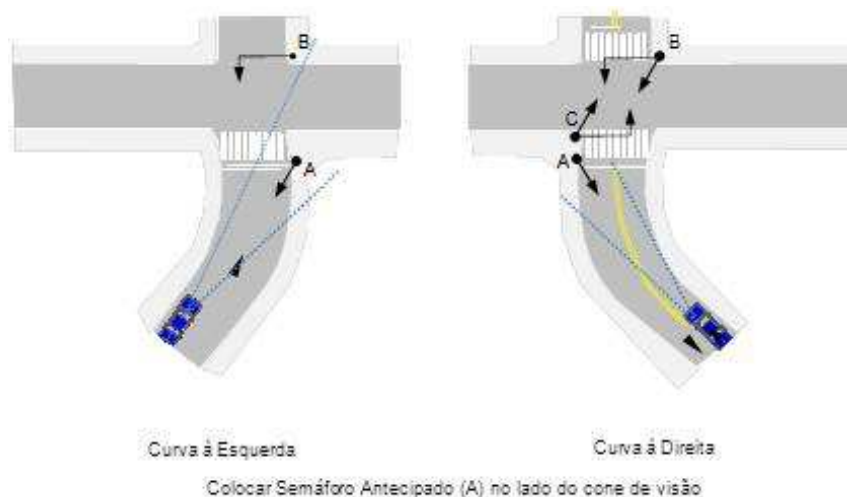 B
A
B
C
A
Curva à Esquerda
Curva á Direita
Colocar Semáforo Antecipado (A) no lado do cone de visão